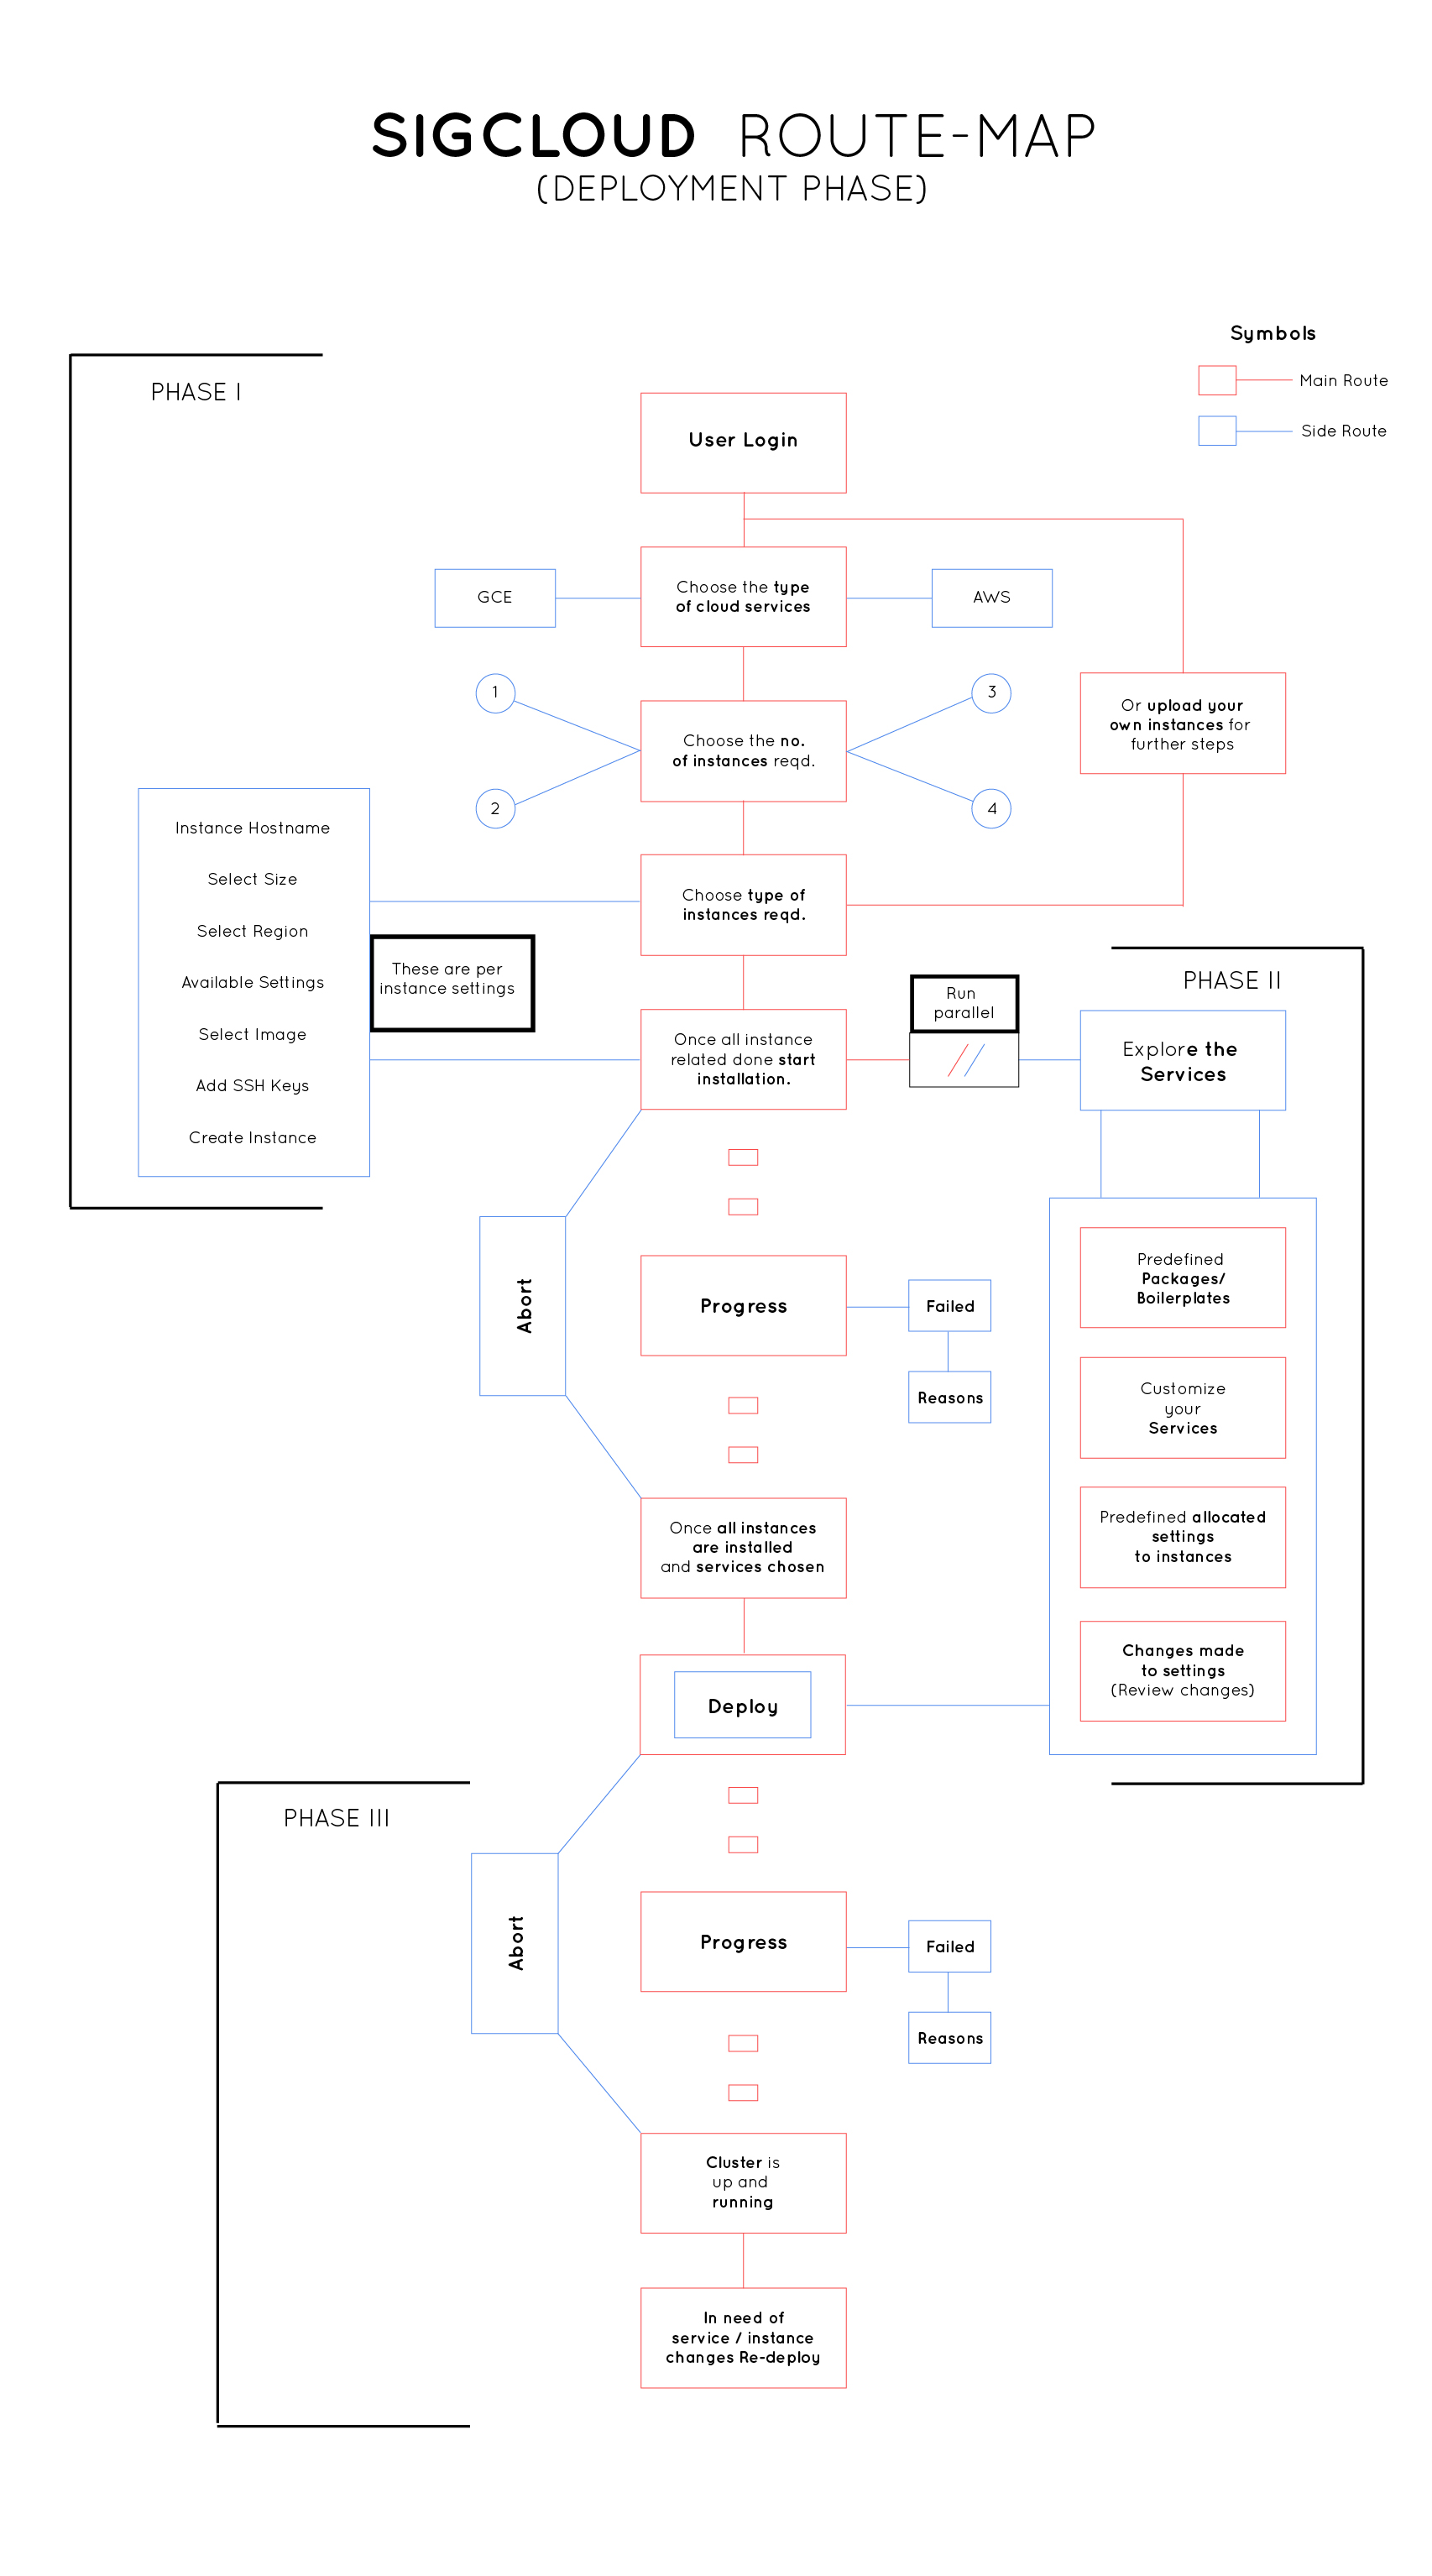 SIGCLOUD ROUTE-MAP
(DEPLOYMENT PHASE)
Symbols
Main Route
Side Route
PHASE I
User Login
GCE
Choose the type
of cloud services
AWS
1
2
Choose the no.
of instances reqd.
3
4
Or upload your
own instances for
further steps
Instance Hostname
Select Size
Select Region
Available Settings
Select Image
Add SSH Keys
Create Instance
These are per
instance settings
Choose type of
instances reqd.
Once all instance
related done start
installation.
Run
parallel
PHASE II
Explore the
Services
Predefined
Packages/
Boilerplates
Customize
your
Services
Predefined allocated
settings
to instances
Changes made
to settings
(Review changes)
Abort
Progress
Failed
Reasons
Once all instances
are installed
and services chosen
Deploy
PHASE III
Abort
Progress
Failed
Reasons
Cluster is
up and
running
In need of
service / instance
changes Re-deploy